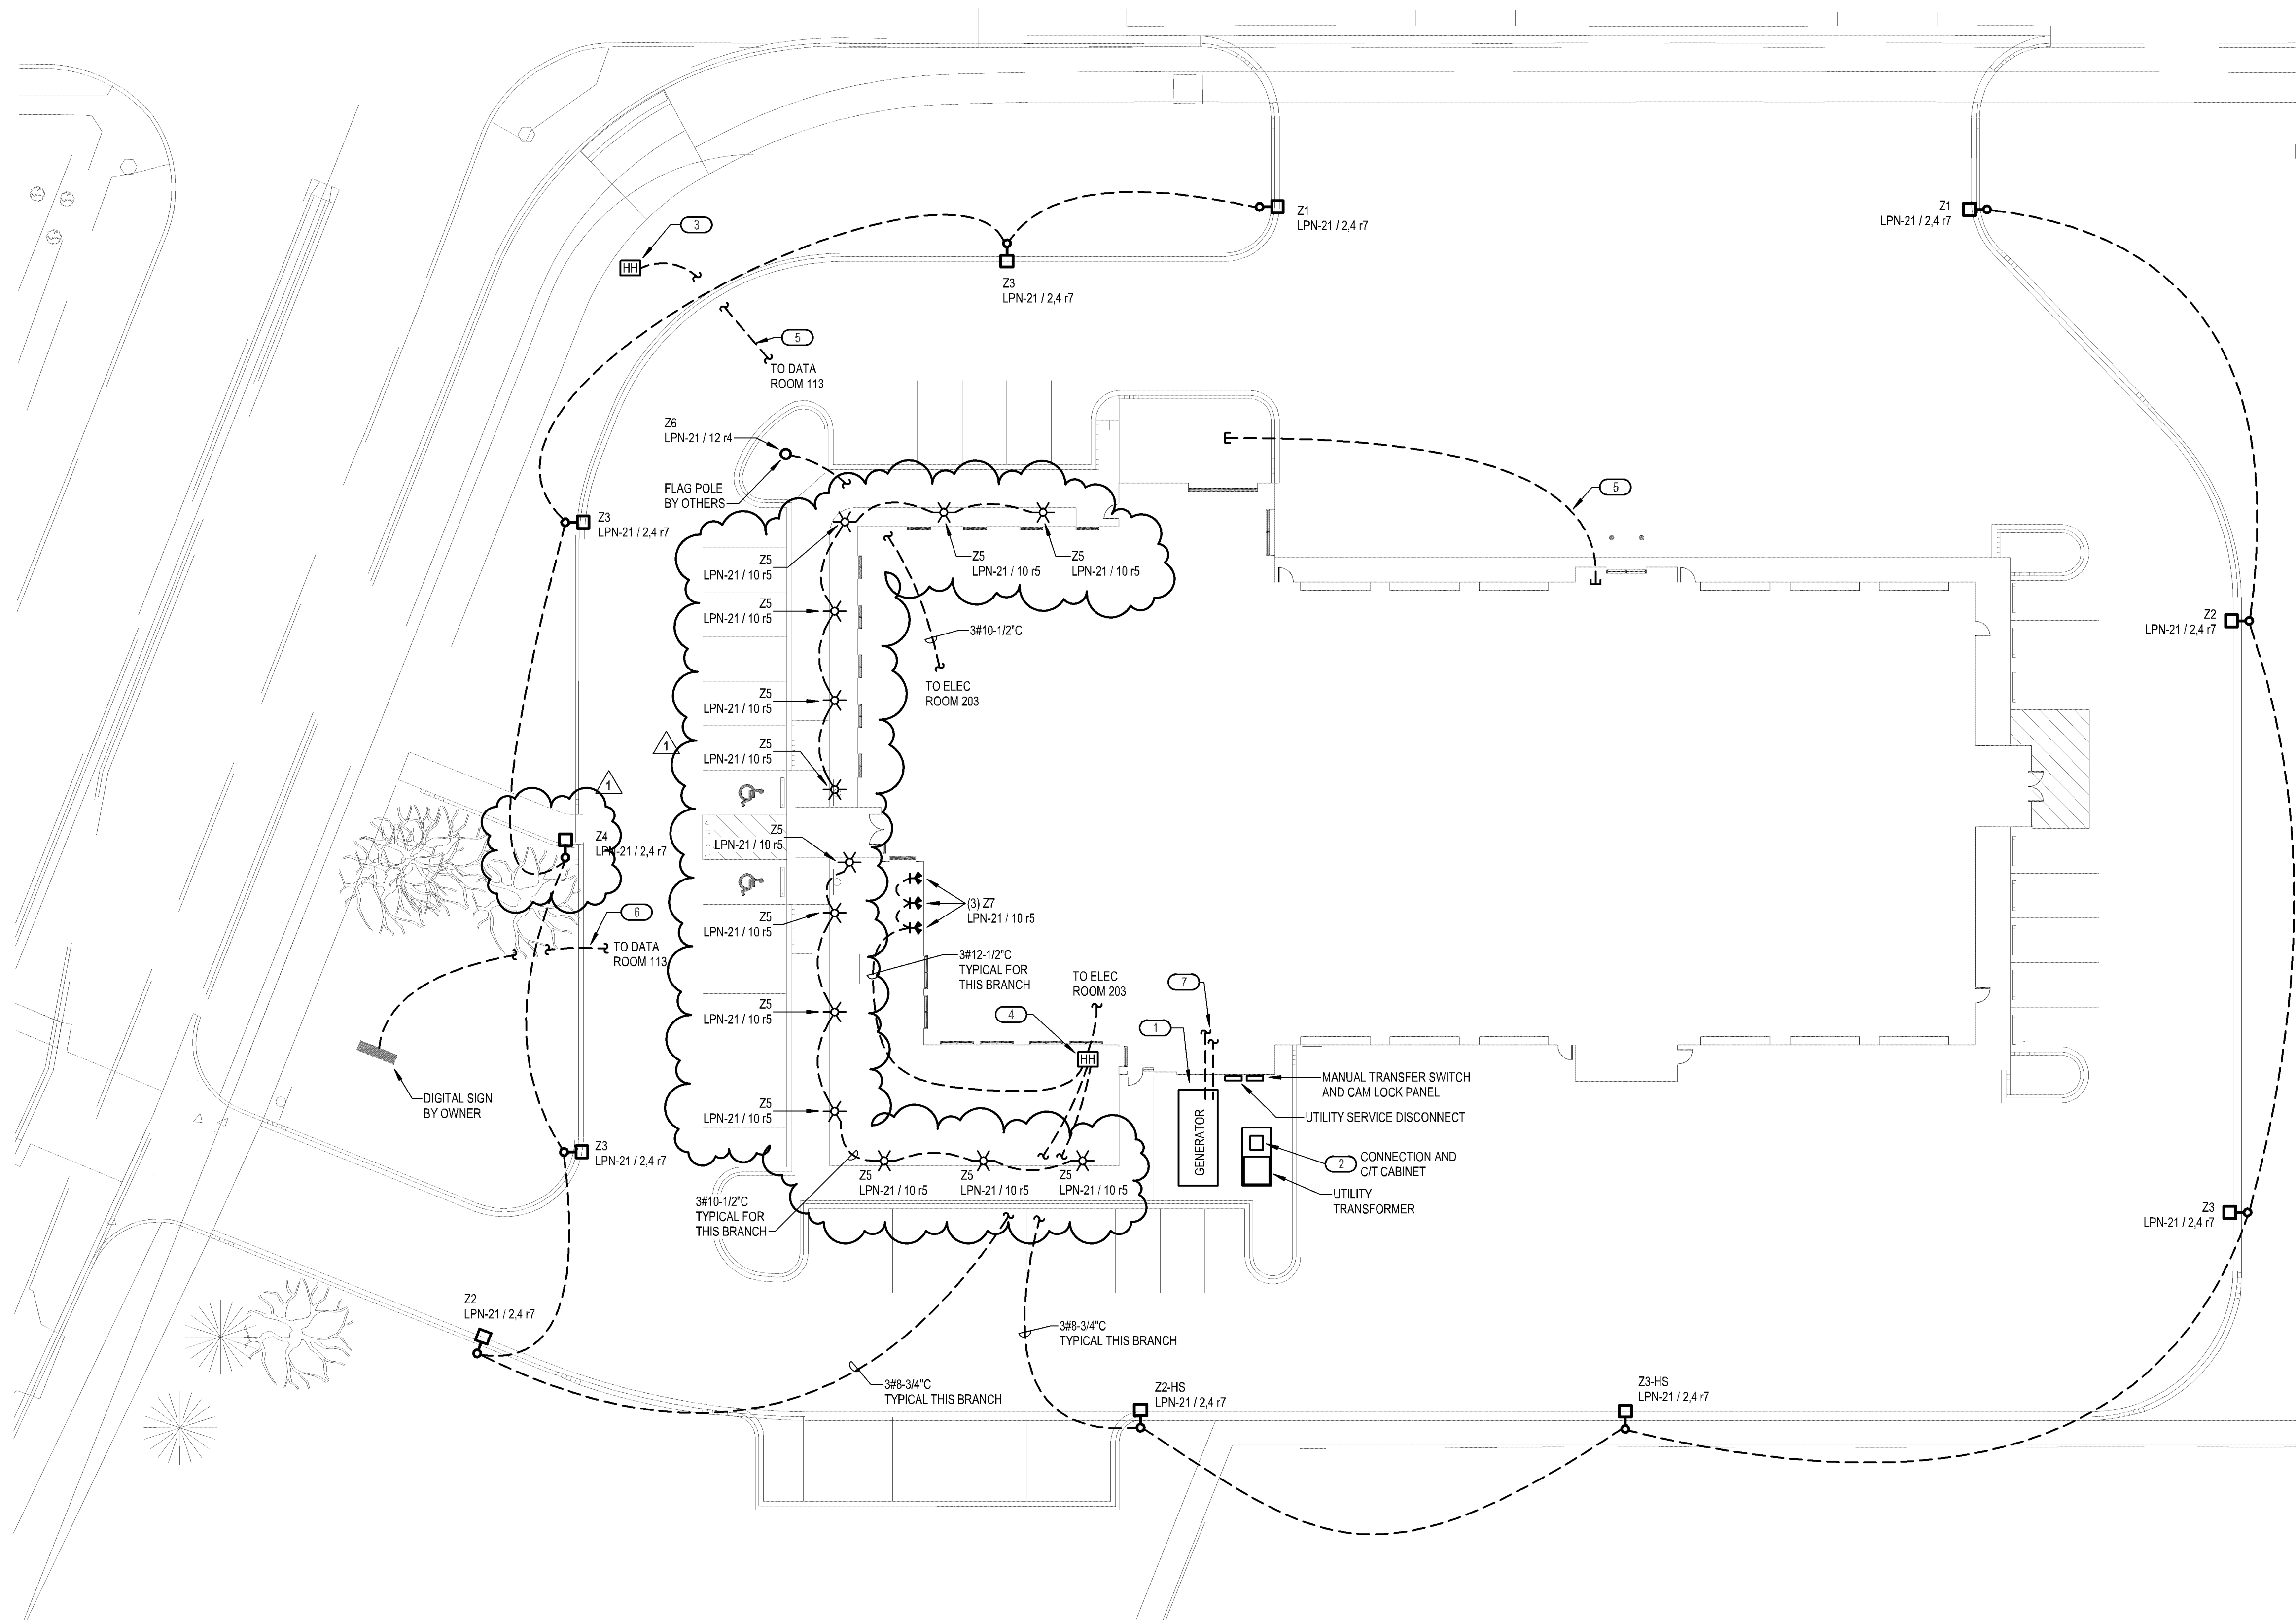 Z1
LPN-21 / 2,4 r7
Z1
LPN-21 / 2,4 r7
3
HH
Z3
LPN-21 / 2,4 r7
5
TO DATA
ROOM 113
Z6
LPN-21 / 12 r4
FLAG POLE
BY OTHERS
5
Z3
LPN-21 / 2,4 r7
Z5
LPN-21 / 10 r5
Z5
LPN-21 / 10 r5
Z5
LPN-21 / 10 r5
Z5
LPN-21 / 10 r5
3#10-1/2"C
Z2
LPN-21 / 2,4 r7
TO ELEC
ROOM 203
Z5
LPN-21 / 10 r5
1
Z5
LPN-21 / 10 r5
1
Z4
LPN-21 / 2,4 r7
Z5
LPN-21 / 10 r5
(3) Z7
LPN-21 / 10 r5
6
TO DATA
ROOM 113
Z5
LPN-21 / 10 r5
3#12-1/2"C
TYPICAL FOR
THIS BRANCH
TO ELEC
ROOM 203
7
Z5
LPN-21 / 10 r5
4
1
HH
MANUAL TRANSFER SWITCH
AND CAM LOCK PANEL
DIGITAL SIGN
BY OWNER
Z5
LPN-21 / 10 r5
UTILITY SERVICE DISCONNECT
GENERATOR
Z3
LPN-21 / 2,4 r7
2
CONNECTION AND
C/T CABINET
Z5
LPN-21 / 10 r5
Z5
LPN-21 / 10 r5
Z5
LPN-21 / 10 r5
UTILITY
TRANSFORMER
3#10-1/2"C
TYPICAL FOR
THIS BRANCH
Z3
LPN-21 / 2,4 r7
Z2
LPN-21 / 2,4 r7
3#8-3/4"C
TYPICAL THIS BRANCH
3#8-3/4"C
TYPICAL THIS BRANCH
Z2-HS
LPN-21 / 2,4 r7
Z3-HS
LPN-21 / 2,4 r7